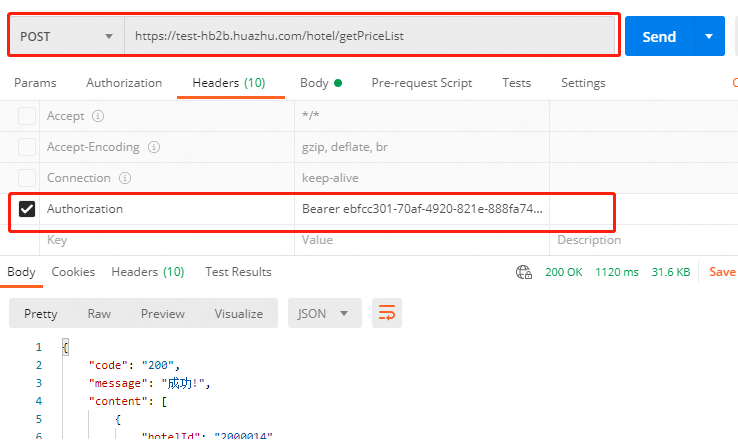 POST https://test-hb2b.huazhu.com/hotel/getPriceList Send
Params Authorization Headers (10) Body Pre-request Script Tests Settings
Accept */*
Accept-Encoding gzip, deflate, br
Connection keep-alive
Authorization Bearer ebfcc301-70af-4920-821e-888fa74...
Key Value Description
Body Cookies Headers (10) Test Results 200 OK 1120 ms 31.6 KB Save
Pretty Raw Preview Visualize JSON
1 {
2 "code": "200",
3 "message": "成功!",
4 "content": [
5 {
6 "hotelId": "2000014"